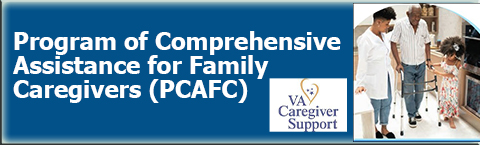 Program of Comprehensive
Assistance for Family
Caregivers (PCAFC)
VA
Caregiver
Support